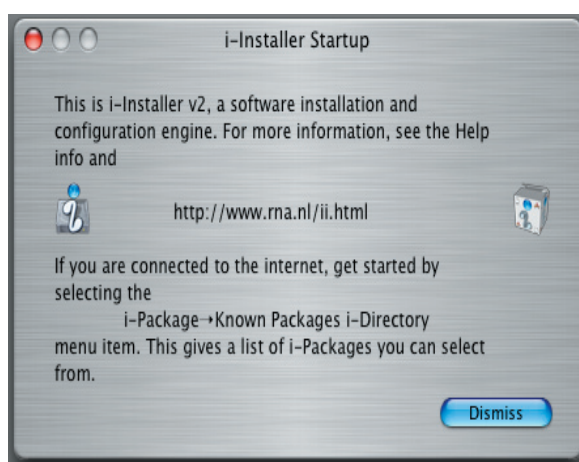 i-Installer Startup
This is i-Installer v2, a software installation and
configuration engine. For more information, see the Help
info and
http://www.rna.nl/ii.html
If you are connected to the internet, get started by
selecting the
i-Package→Known Packages i-Directory
menu item. This gives a list of i-Packages you can select
from.
Dismiss